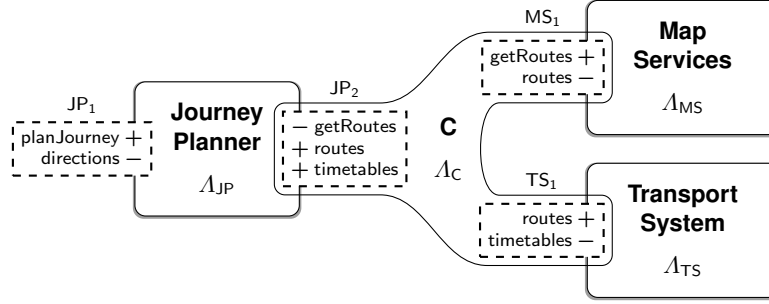 JP₁
planJourney +
directions −
Journey
Planner
Λ_JP
JP₂
− getRoutes
+ routes
+ timetables
C
Λ_C
MS₁
getRoutes +
routes −
Map
Services
Λ_MS
TS₁
routes +
timetables −
Transport
System
Λ_TS